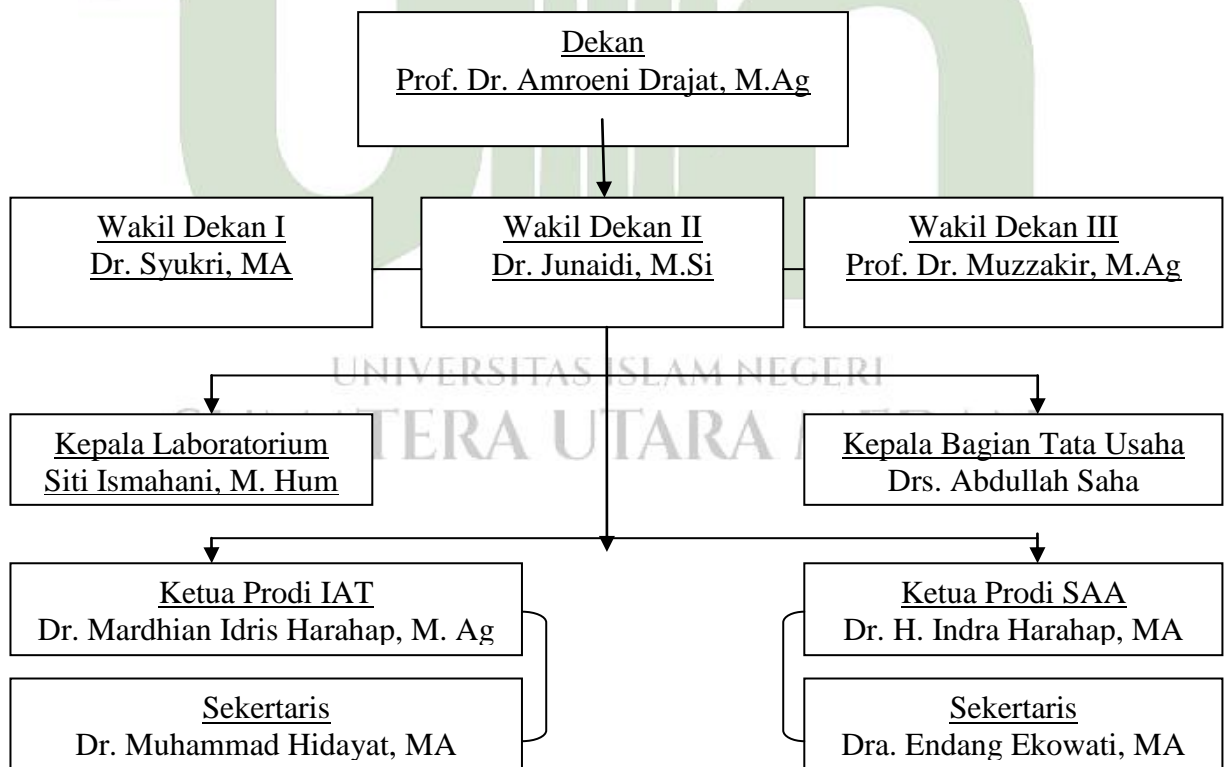 Dekan
Prof. Dr. Amroeni Drajat, M.Ag
Wakil Dekan I
Dr. Syukri, MA
Wakil Dekan II
Dr. Junaidi, M.Si
Wakil Dekan III
Prof. Dr. Muzzakir, M.Ag
UNIVERSITAS ISLAM NEGERI
TERA UTARA
Kepala Laboratorium
Siti Ismahani, M. Hum
Kepala Bagian Tata Usaha
Drs. Abdullah Saha
Ketua Prodi IAT
Dr. Mardhian Idris Harahap, M. Ag
Ketua Prodi SAA
Dr. H. Indra Harahap, MA
Sekertaris
Dr. Muhammad Hidayat, MA
Sekertaris
Dra. Endang Ekowati, MA